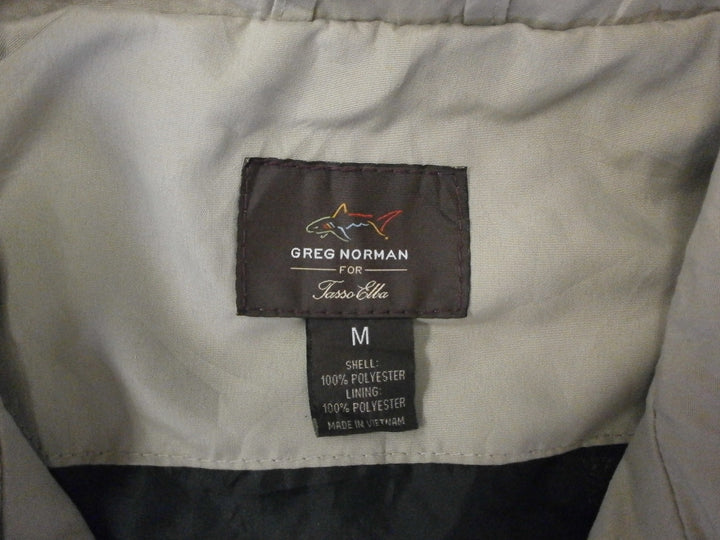 GREG NORMAN
FOR
Tasso Elba
M
SHELL:
100% POLYESTER
LINING:
100% POLYESTER
MADE IN VIETNAM